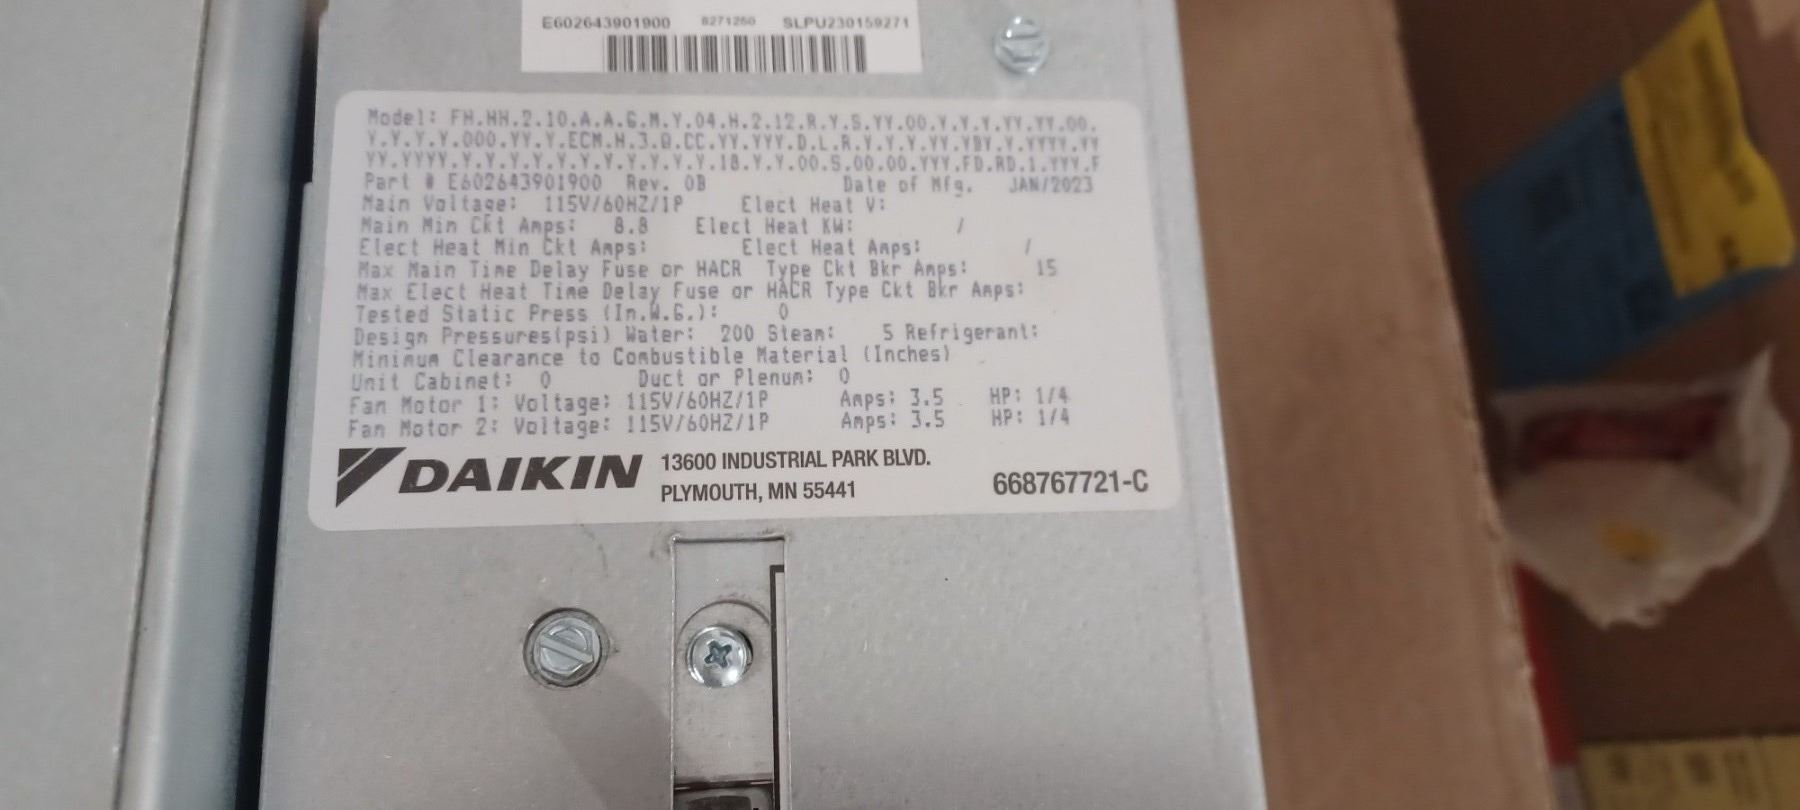 E602643901900 8271250 SLPU230159271
Model: FH.HH.2.10.A.A.G.M.Y.04.H.2.12.R.Y.S.YY.00.Y.Y.Y.YY.YY.00.
Y.Y.Y.Y.000.YY.Y.ECM.H.3.0.CC.YY.YYY.D.L.R.Y.Y.Y.YY.YBY.Y.YYYY.YY
YY.YYYY.Y.Y.Y.Y.Y.Y.Y.Y.Y.Y.Y.18.Y.Y.00.S.00.00.YYY.FD.RD.1.YYY.F
Part # E602643901900 Rev. 0B Date of Mfg. JAN/2023
Main Voltage: 115V/60HZ/1P Elect Heat V:
Main Min Ckt Amps: 8.8 Elect Heat KW: /
Elect Heat Min Ckt Amps: Elect Heat Amps: /
Max Main Time Delay Fuse or HACR Type Ckt Bkr Amps: 15
Max Elect Heat Time Delay Fuse or HACR Type Ckt Bkr Amps:
Tested Static Press (In.W.G.): 0
Design Pressures(psi) Water: 200 Steam: 5 Refrigerant:
Minimum Clearance to Combustible Material (Inches)
Unit Cabinet: 0 Duct or Plenum: 0
Fan Motor 1: Voltage: 115V/60HZ/1P Amps: 3.5 HP: 1/4
Fan Motor 2: Voltage: 115V/60HZ/1P Amps: 3.5 HP: 1/4
DAIKIN 13600 INDUSTRIAL PARK BLVD.
PLYMOUTH, MN 55441 668767721-C